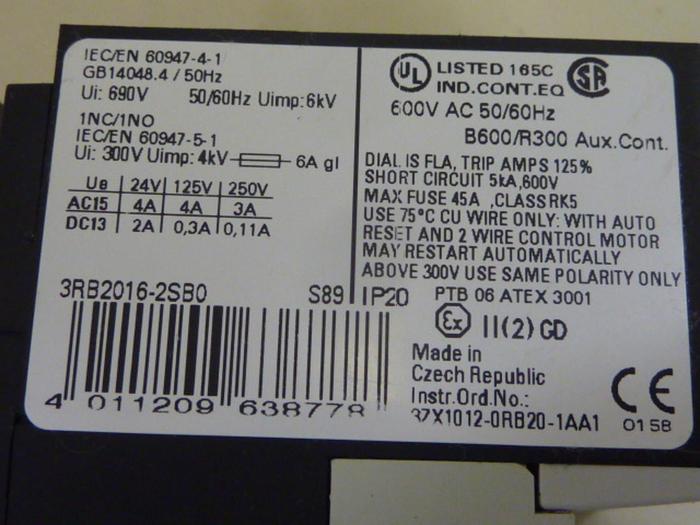 IEC/EN 60947-4-1
GB14048.4 / 50Hz
Ui: 690V 50/60Hz Uimp: 6kV
1NC/1NO
IEC/EN 60947-5-1
Ui: 300V Uimp: 4kV 6A gl
Ue 24V 125V 250V
AC15 4A 4A 3A
DC13 2A 0,3A 0,11A
3RB2016-2SB0 S89
4 011209 638778
UL LISTED 165C SA
IND.CONT.EQ
600V AC 50/60Hz
B600/R300 Aux.Cont.
DIAL IS FLA, TRIP AMPS 125%
SHORT CIRCUIT 5kA, 600V
MAX FUSE 45A ,CLASS RK5
USE 75°C CU WIRE ONLY: WITH AUTO
RESET AND 2 WIRE CONTROL MOTOR
MAY RESTART AUTOMATICALLY
ABOVE 300V USE SAME POLARITY ONLY
IP20 PTB 06 ATEX 3001
Ex II(2) GD
Made in
Czech Republic
Instr.Ord.No.:
37X1012-0RB20-1AA1
CE
0158